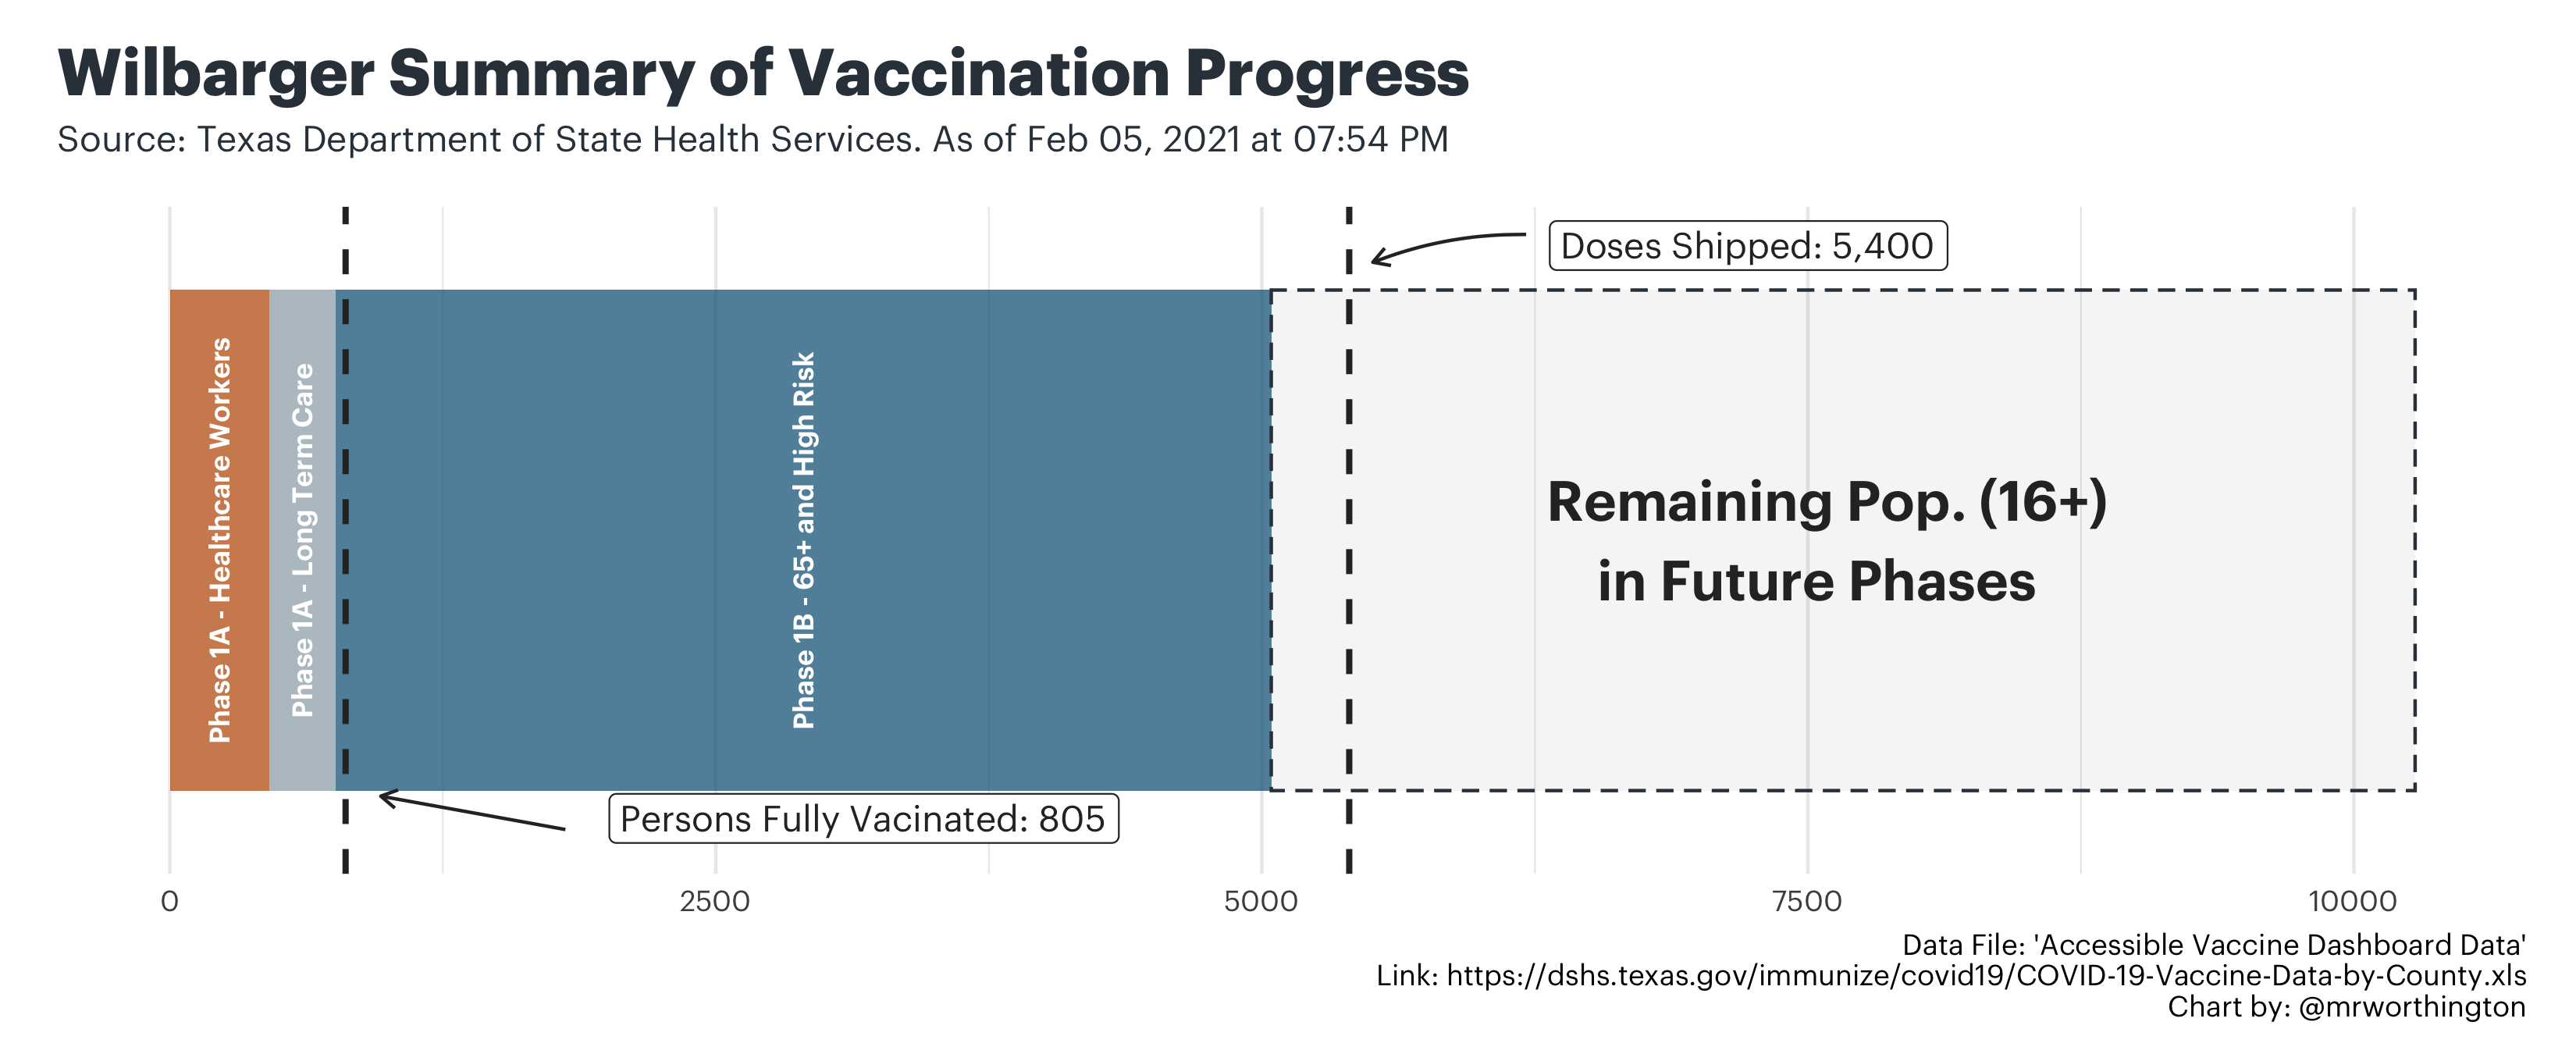 Wilbarger Summary of Vaccination Progress
Source: Texas Department of State Health Services. As of Feb 05, 2021 at 07:54 PM
Doses Shipped: 5,400
Phase 1A - Healthcare Workers
Phase 1A - Long Term Care
Phase 1B - 65+ and High Risk
Remaining Pop. (16+)
in Future Phases
Persons Fully Vacinated: 805
0
2500
5000
7500
10000
Data File: 'Accessible Vaccine Dashboard Data'
Link: https://dshs.texas.gov/immunize/covid19/COVID-19-Vaccine-Data-by-County.xls
Chart by: @mrworthington